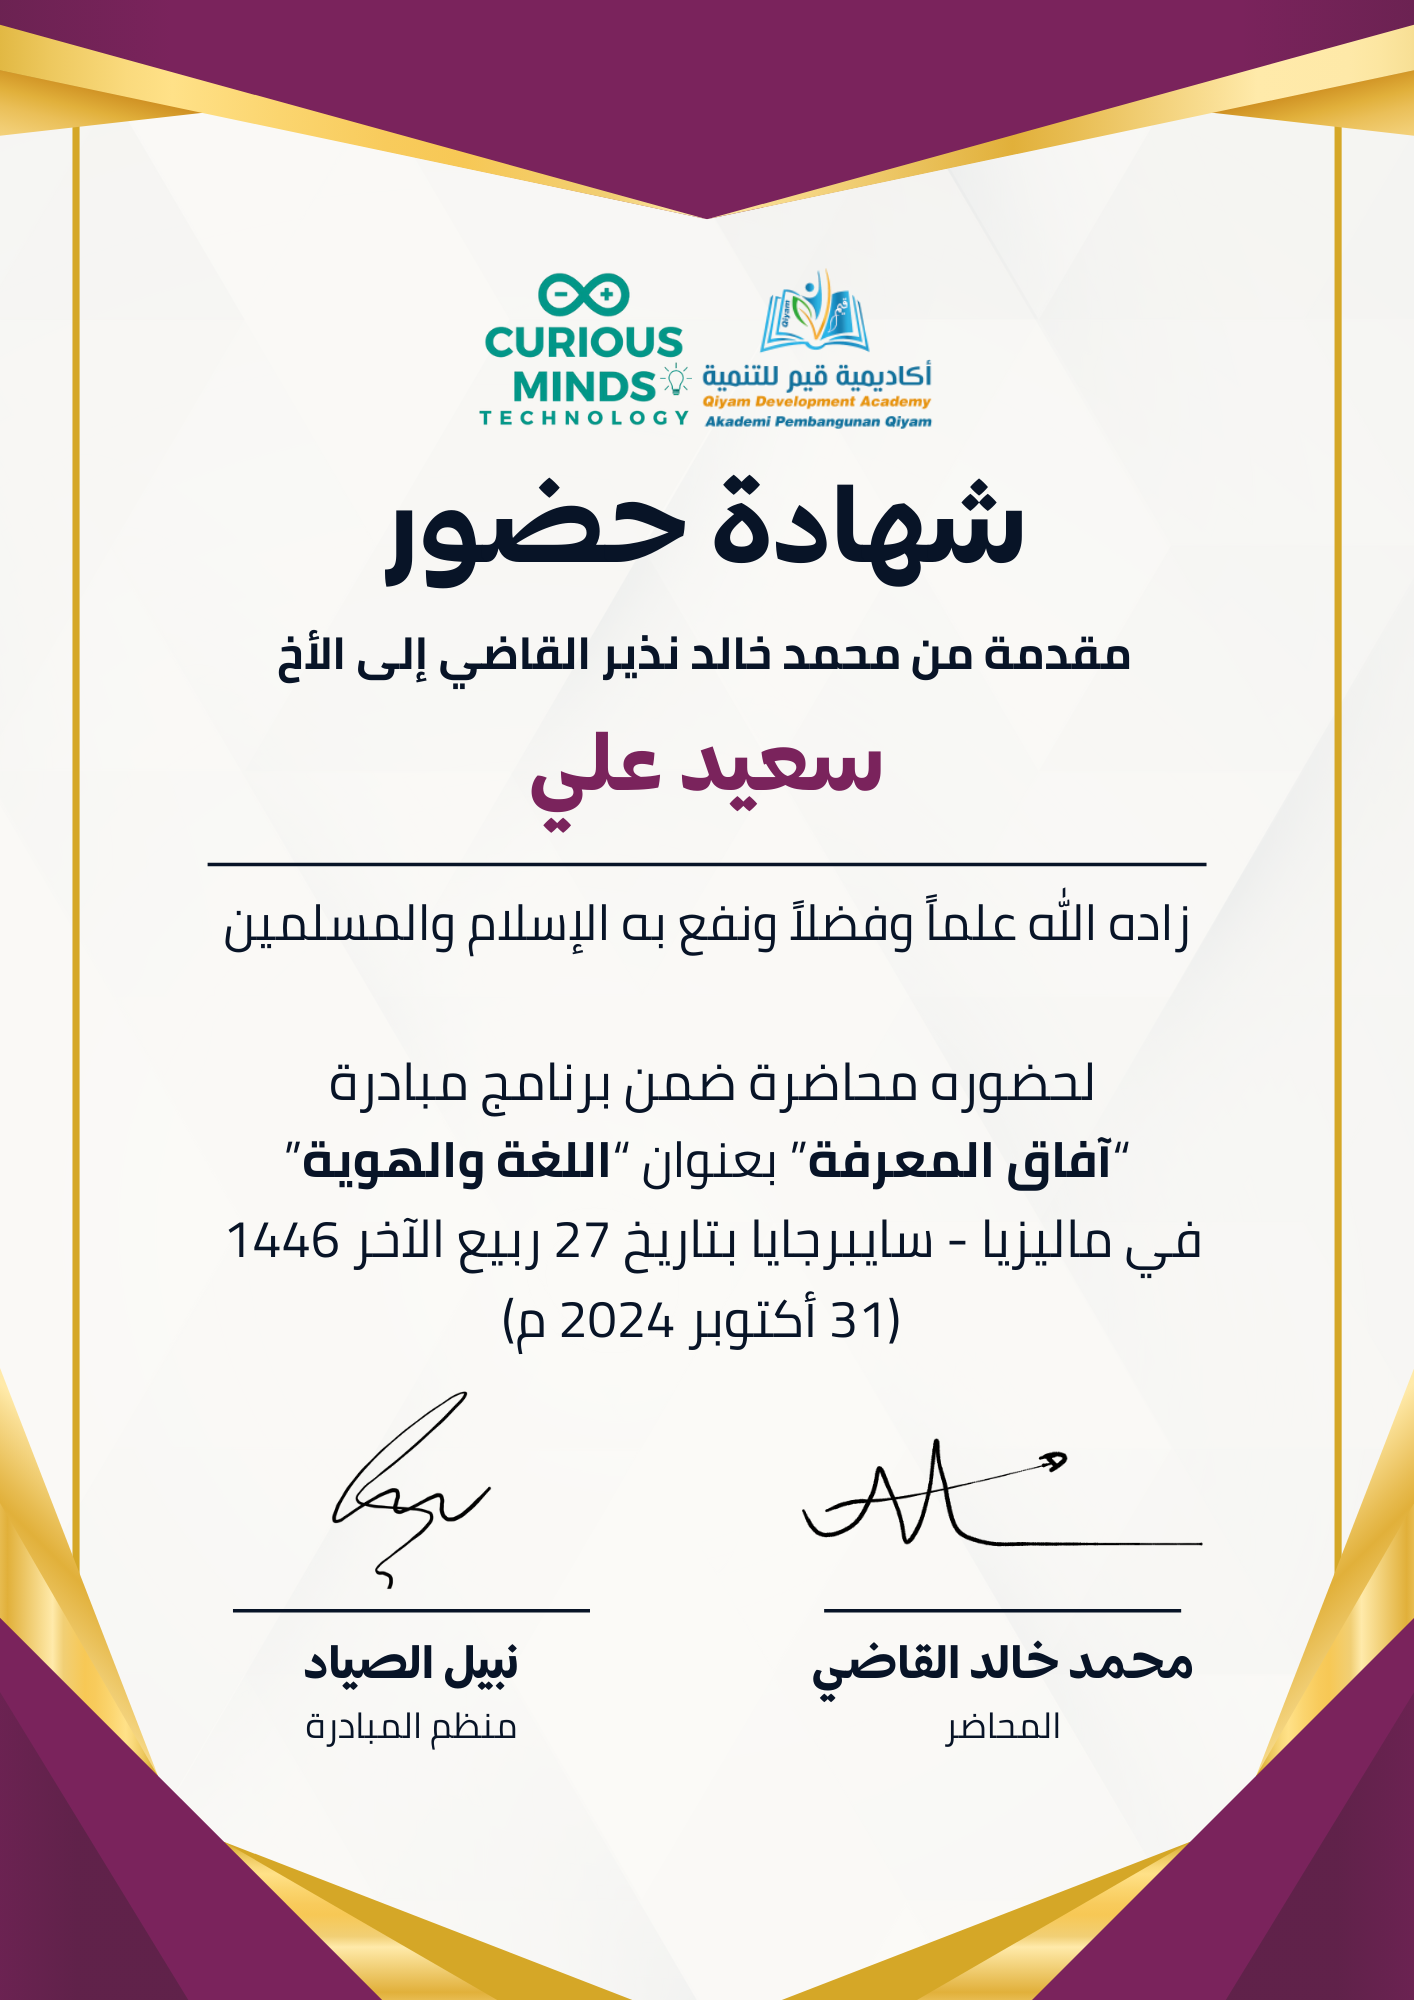 CURIOUS
MINDS
TECHNOLOGY
Qiyam
قيم
أكاديمية قيم للتنمية
Qiyam Development Academy
Akademi Pembangunan Qiyam
شهادة حضور
مقدمة من محمد خالد نذير القاضي إلى الأخ
سعيد علي
زاده الله علماً وفضلاً ونفع به الإسلام والمسلمين
لحضوره محاضرة ضمن برنامج مبادرة
“آفاق المعرفة” بعنوان “اللغة والهوية”
في ماليزيا - سايبرجايا بتاريخ 27 ربيع الآخر 1446
(31 أكتوبر 2024 م)
محمد خالد القاضي
المحاضر
نبيل الصياد
منظم المبادرة